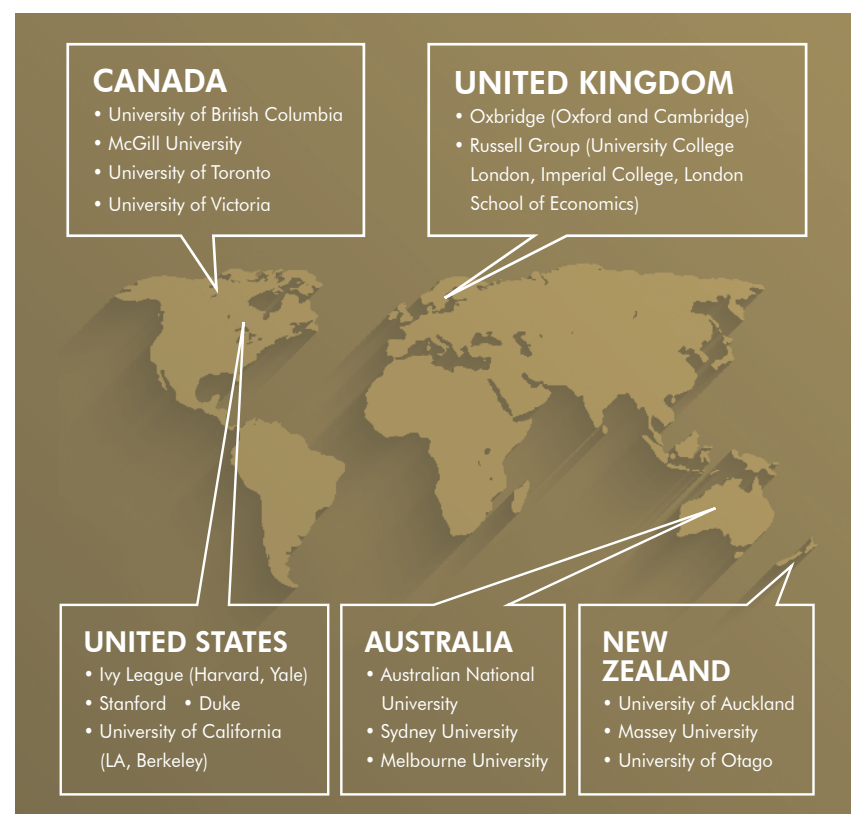 CANADA
• University of British Columbia
• McGill University
• University of Toronto
• University of Victoria
UNITED KINGDOM
• Oxbridge (Oxford and Cambridge)
• Russell Group (University College
London, Imperial College, London
School of Economics)
UNITED STATES
• Ivy League (Harvard, Yale)
• Stanford • Duke
• University of California
(LA, Berkeley)
AUSTRALIA
• Australian National
University
• Sydney University
• Melbourne University
NEW
ZEALAND
• University of Auckland
• Massey University
• University of Otago